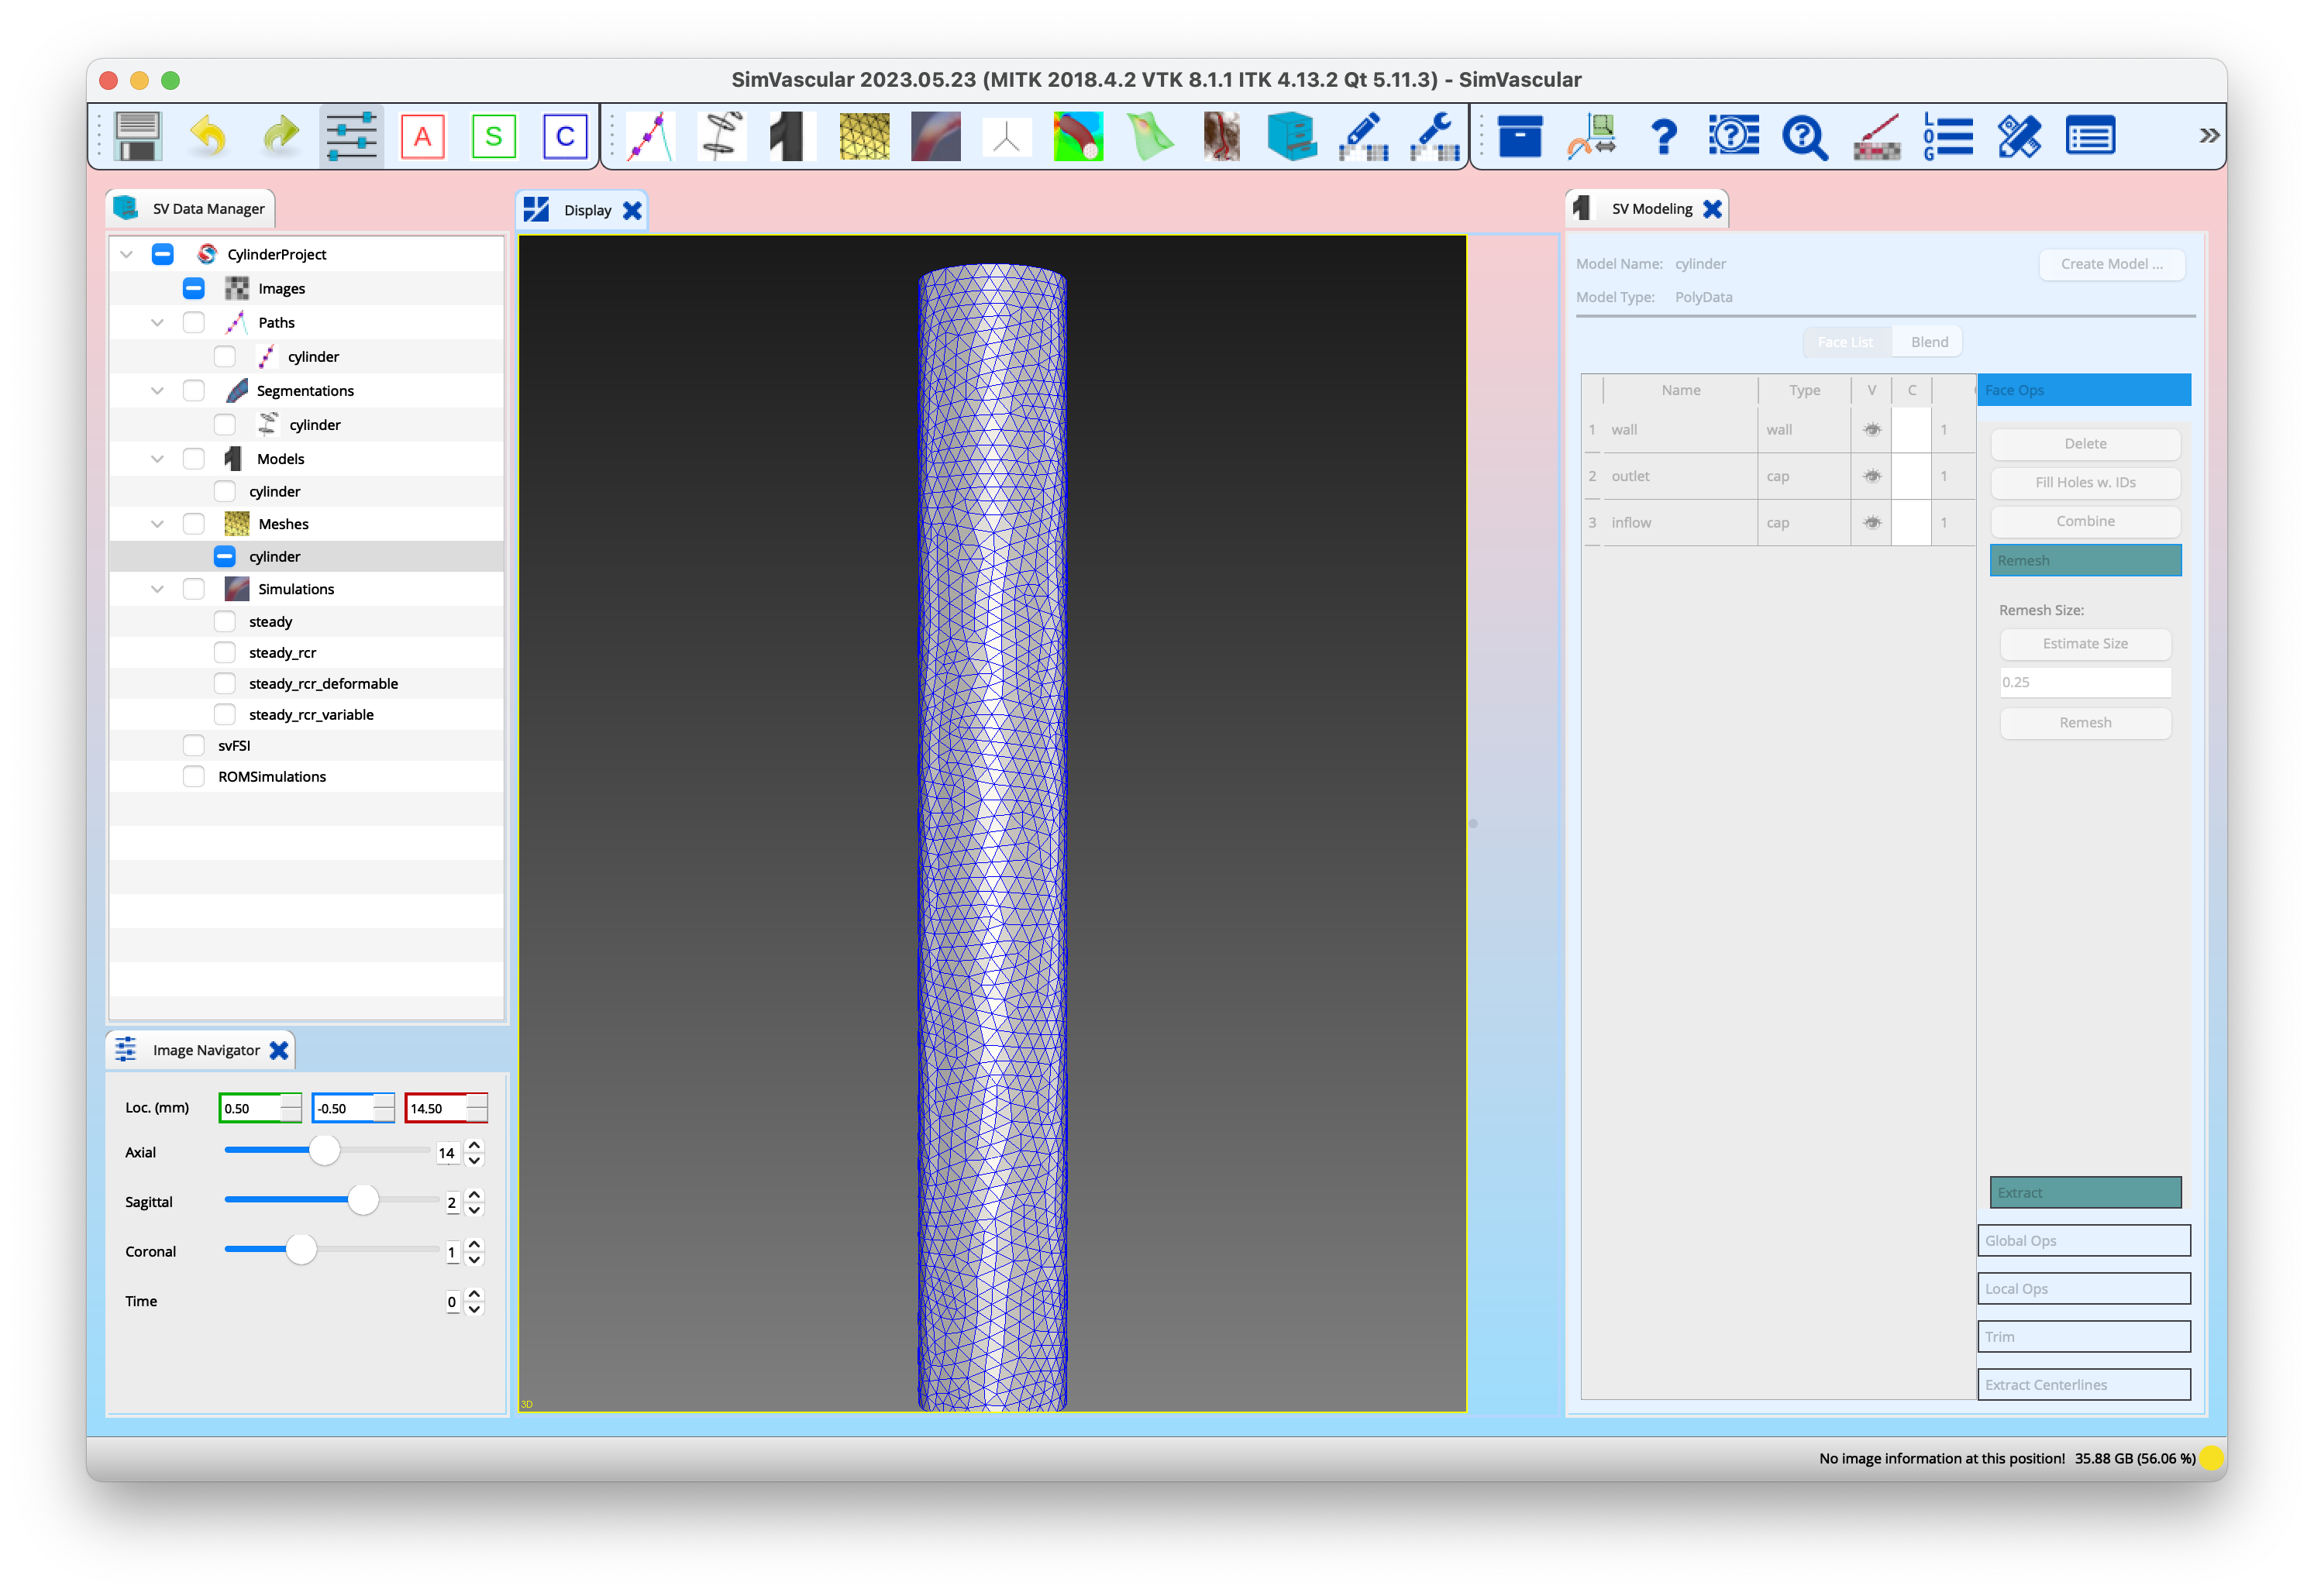 SimVascular 2023.05.23 (MITK 2018.4.2 VTK 8.1.1 ITK 4.13.2 Qt 5.11.3) - SimVascular
A S C LOG
SV Data Manager
CylinderProject
Images
Paths
cylinder
Segmentations
cylinder
Models
cylinder
Meshes
cylinder
Simulations
steady
steady_rcr
steady_rcr_deformable
steady_rcr_variable
svFSI
ROMSimulations
Image Navigator
Loc. (mm) 0.50 -0.50 14.50
Axial 14
Sagittal 2
Coronal 1
Time 0
Display
3D
SV Modeling
Model Name: cylinder Create Model ...
Model Type: PolyData
Face List Blend
Name Type V C
1 wall wall 1
2 outlet cap 1
3 inflow cap 1
Face Ops
Delete
Fill Holes w. IDs
Combine
Remesh
Remesh Size:
Estimate Size
0.25
Remesh
Extract
Global Ops
Local Ops
Trim
Extract Centerlines
No image information at this position! 35.88 GB (56.06 %)